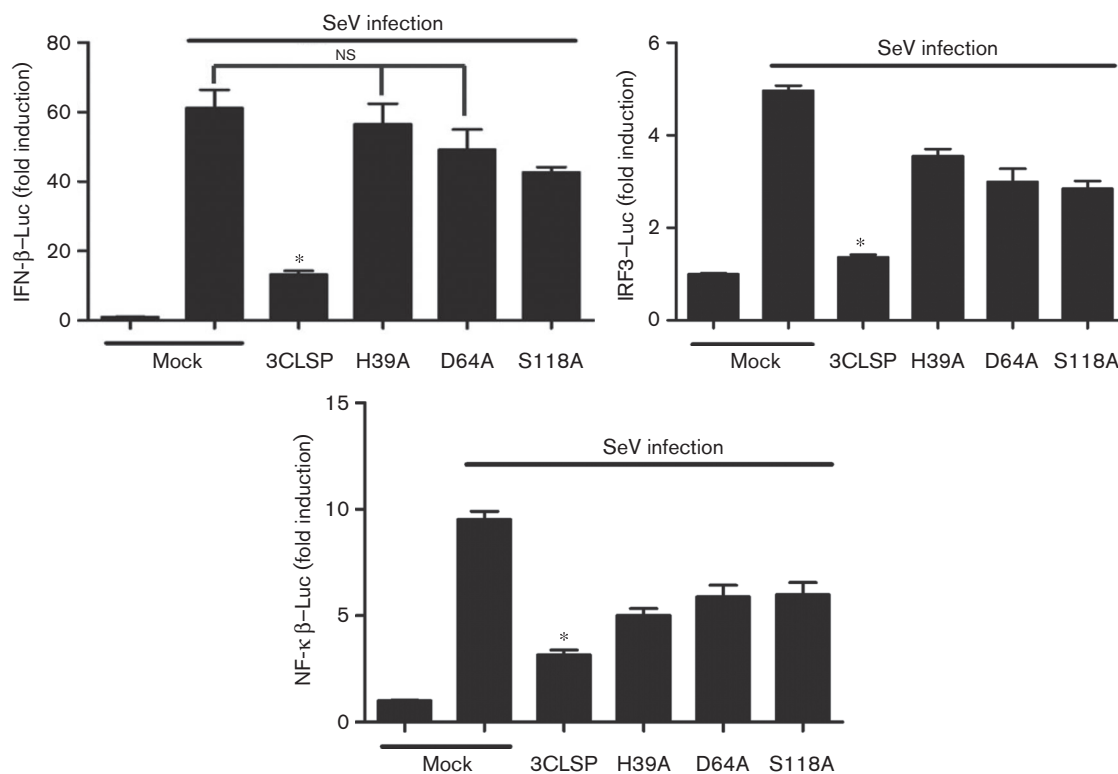 SeV infection
NS
IFN-β–Luc (fold induction)
80
60
40
20
0
*
Mock 3CLSP H39A D64A S118A
SeV infection
IRF3–Luc (fold induction)
6
4
2
0
*
Mock 3CLSP H39A D64A S118A
SeV infection
NF-κ β–Luc (fold induction)
15
10
5
0
*
Mock 3CLSP H39A D64A S118A